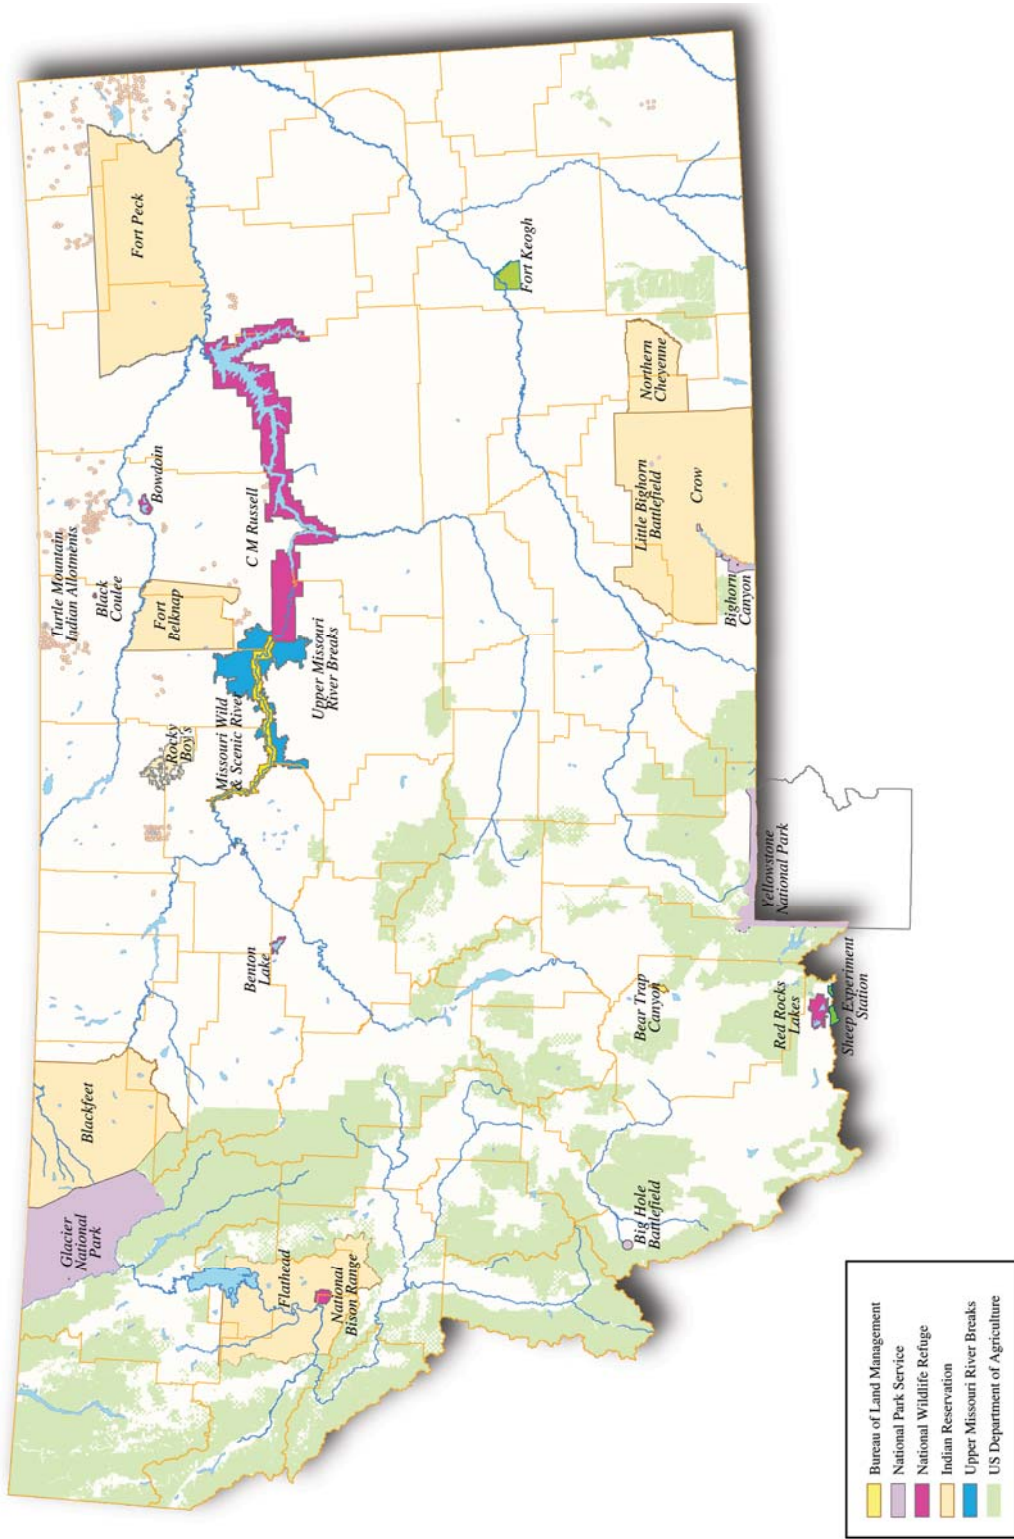 Glacier
National
Park
Blackfeet
Flathead
National
Bison Range
Benton
Lake
Rocky
Boy's
Missouri Wild
& Scenic River
Upper Missouri
River Breaks
Fort
Belknap
Black
Coulee
Turtle Mountain
Indian Allotments
Bowdoin
C M Russell
Fort Peck
Fort Keogh
Northern
Cheyenne
Little Bighorn
Battlefield
Crow
Bighorn
Canyon
Yellowstone
National Park
Bear Trap
Canyon
Red Rocks
Lakes
Sheep Experiment
Station
Big Hole
Battlefield
Bureau of Land Management
National Park Service
National Wildlife Refuge
Indian Reservation
Upper Missouri River Breaks
US Department of Agriculture